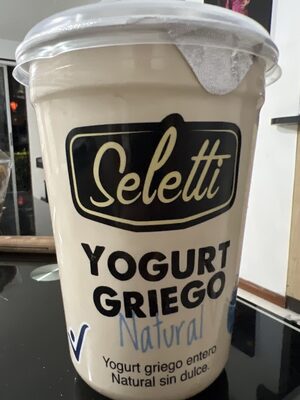 Seletti
YOGURT
GRIEGO
Natural
Yogurt griego entero
Natural sin dulce.